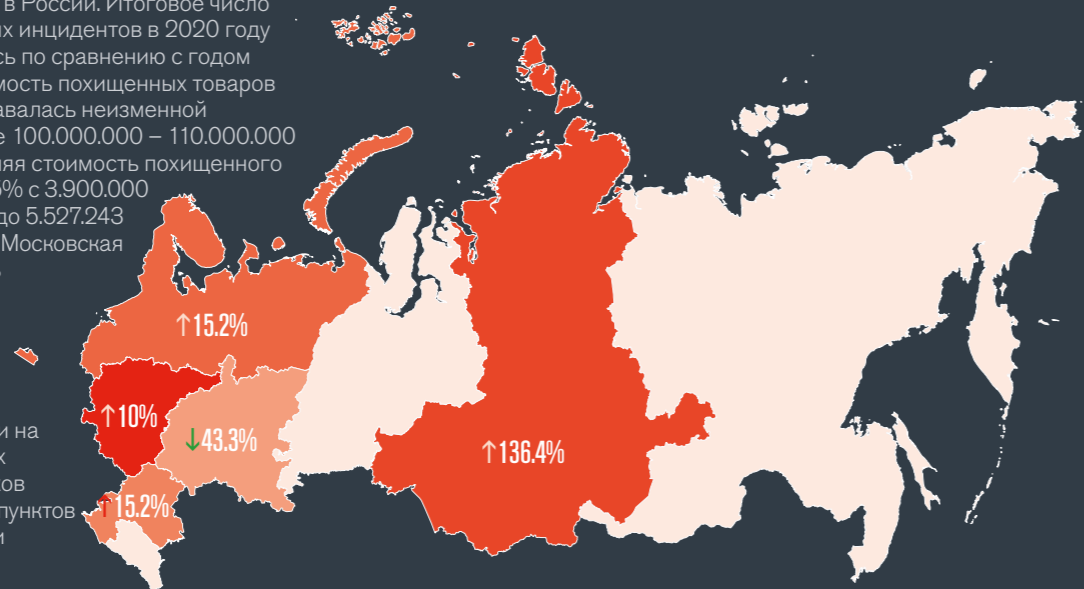 в России. Итоговое число
х инцидентов в 2020 году
сь по сравнению с годом
мость похищенных товаров
авалась неизменной
е 100.000.000 – 110.000.000
яя стоимость похищенного
5% с 3.900.000
до 5.527.243
Московская
↑15.2%
↑10%
↓43.3%
↑136.4%
↑15.2%
и на
х
ков
пунктов
и